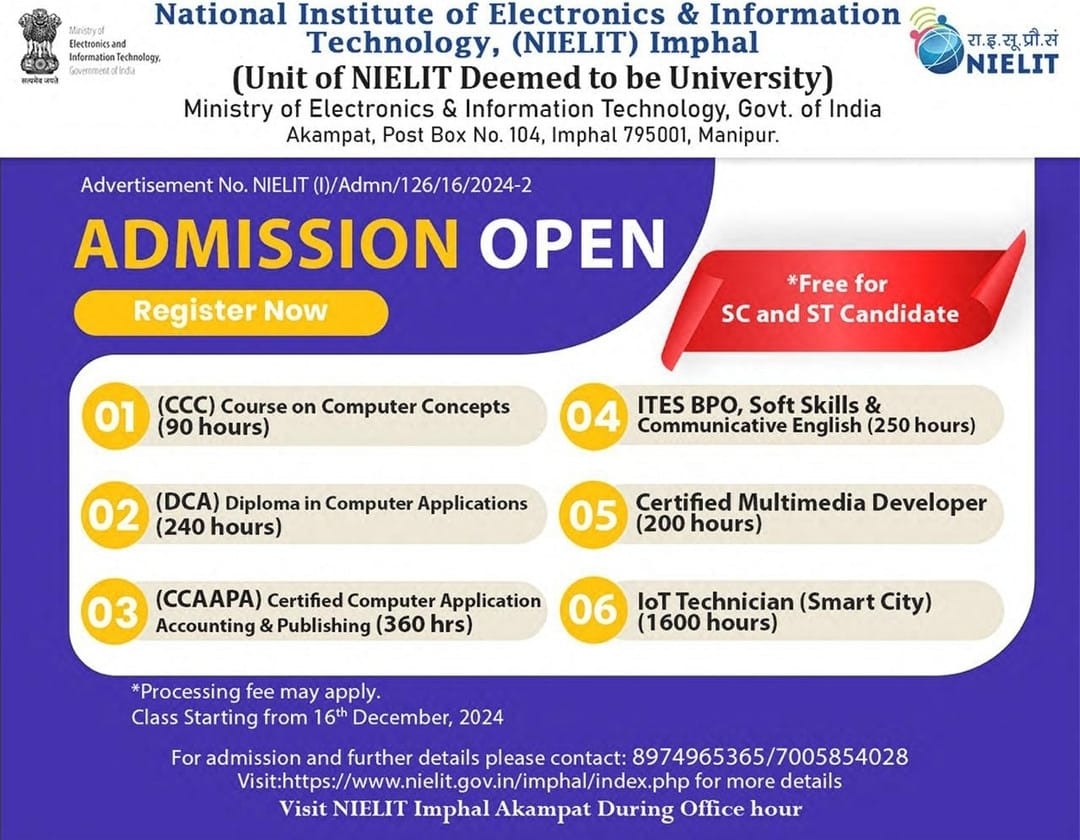 National Institute of Electronics & Information
Technology, (NIELIT) Imphal
(Unit of NIELIT Deemed to be University)
Ministry of Electronics & Information Technology, Govt. of India
Akampat, Post Box No. 104, Imphal 795001, Manipur.
सत्यमेव जयते
Ministry of
Electronics and
Information Technology,
Government of India
रा.इ.सू.प्रौ.सं
NIELIT
Advertisement No. NIELIT (I)/Admn/126/16/2024-2
ADMISSION OPEN
Register Now
*Free for
SC and ST Candidate
01 (CCC) Course on Computer Concepts
(90 hours)
02 (DCA) Diploma in Computer Applications
(240 hours)
03 (CCAAPA) Certified Computer Application
Accounting & Publishing (360 hrs)
04 ITES BPO, Soft Skills &
Communicative English (250 hours)
05 Certified Multimedia Developer
(200 hours)
06 IoT Technician (Smart City)
(1600 hours)
*Processing fee may apply.
Class Starting from 16th December, 2024
For admission and further details please contact: 8974965365/7005854028
Visit:https://www.nielit.gov.in/imphal/index.php for more details
Visit NIELIT Imphal Akampat During Office hour